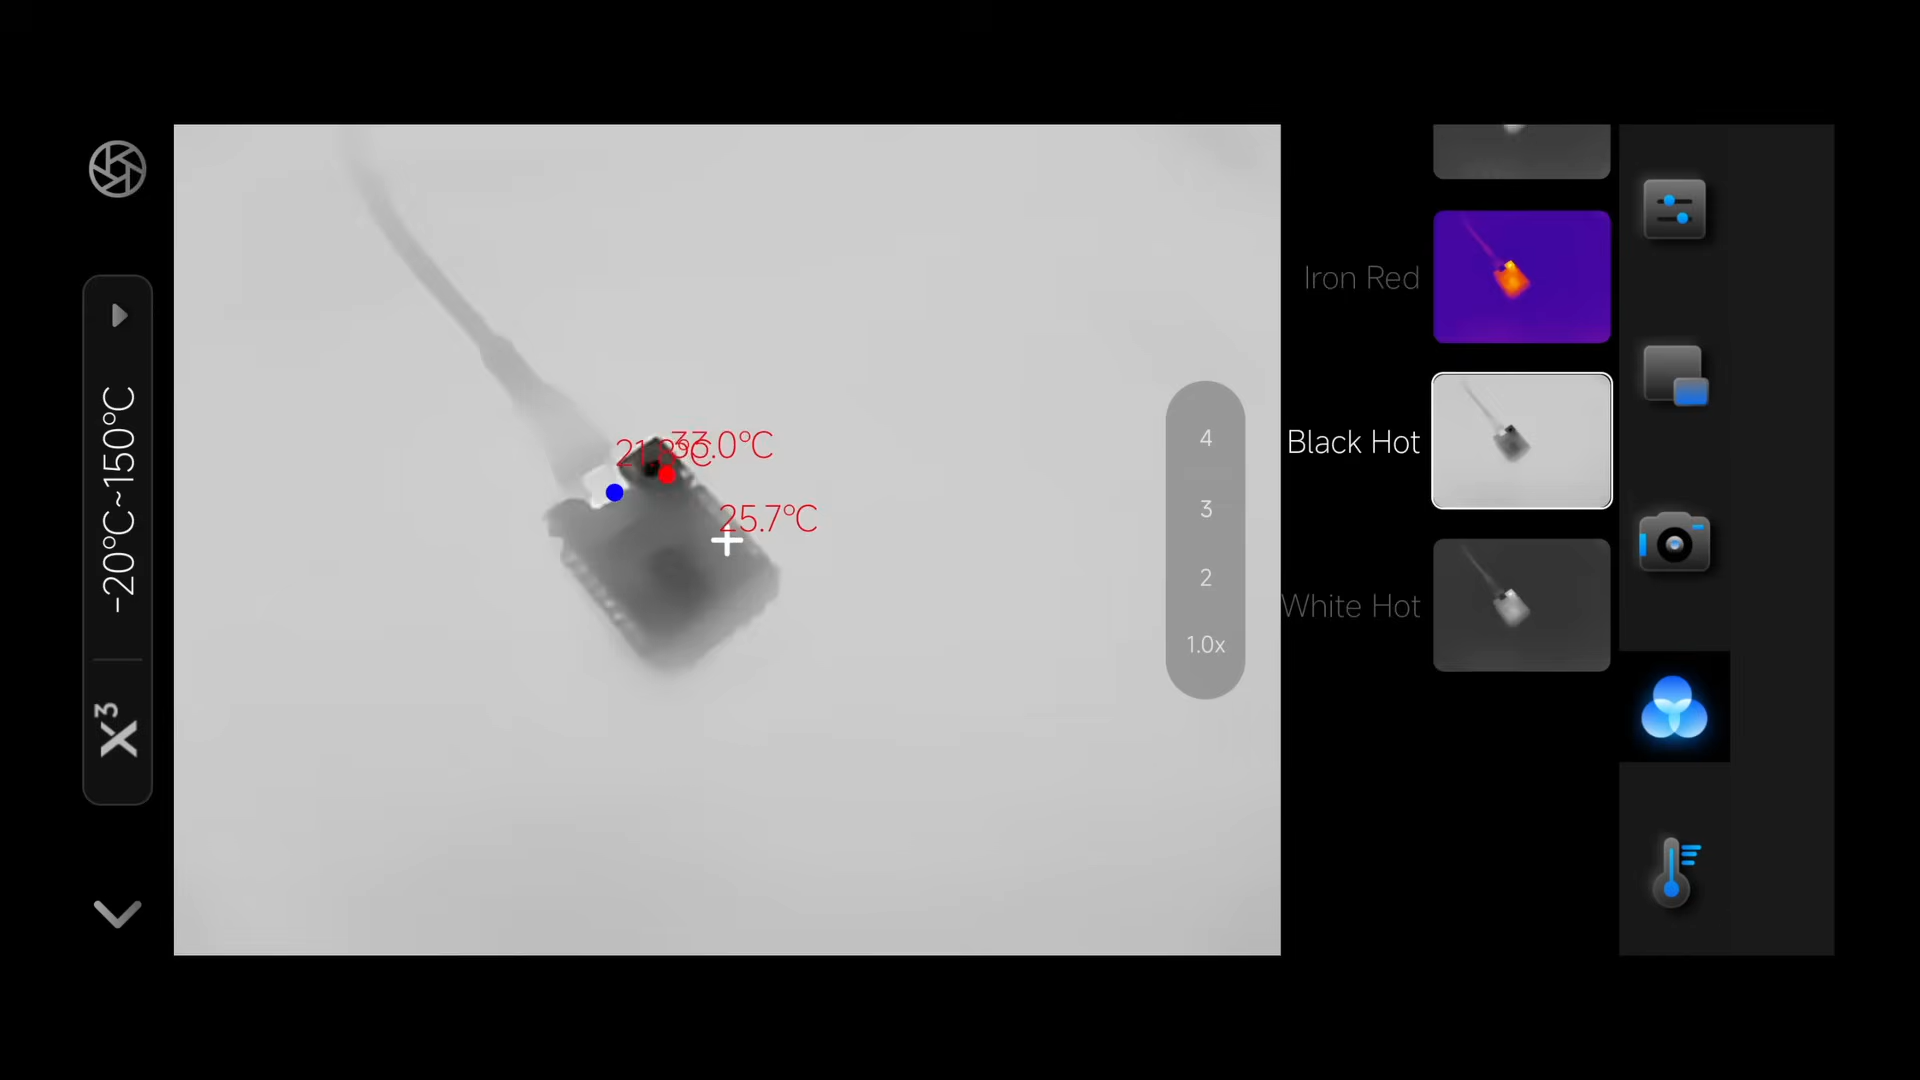 -20°C~150°C
X³
33.0°C
25.7°C
4
3
2
1.0x
Iron Red
Black Hot
White Hot